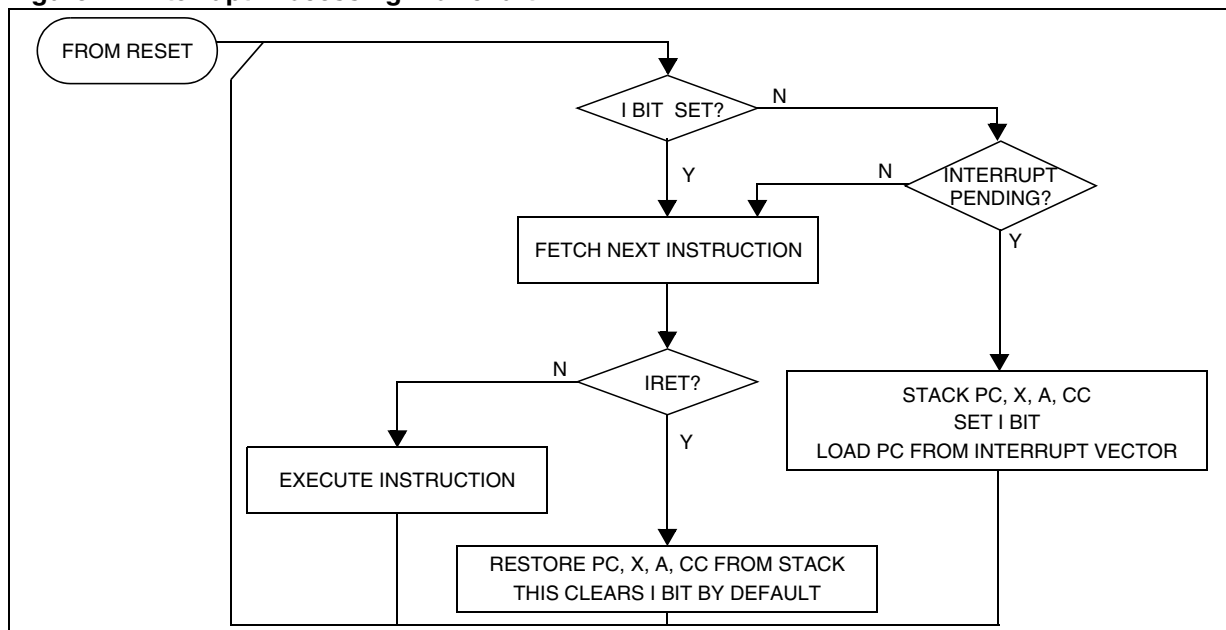 FROM RESET
I BIT SET?
N
Y
N
INTERRUPT
PENDING?
Y
FETCH NEXT INSTRUCTION
N
IRET?
Y
STACK PC, X, A, CC
SET I BIT
LOAD PC FROM INTERRUPT VECTOR
EXECUTE INSTRUCTION
RESTORE PC, X, A, CC FROM STACK
THIS CLEARS I BIT BY DEFAULT